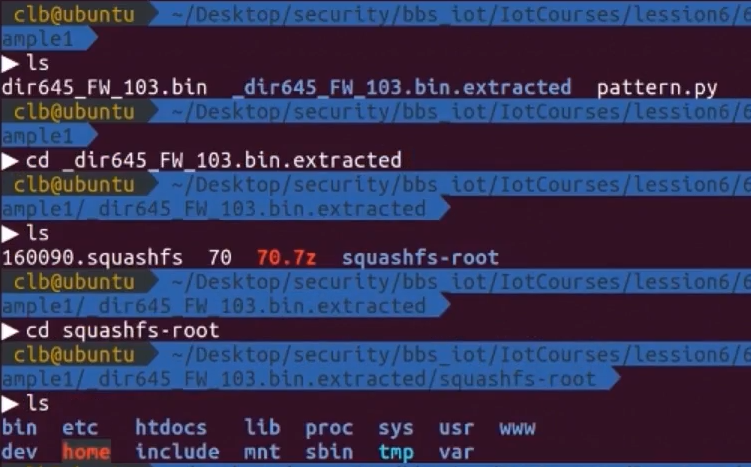 clb@ubuntu ~/Desktop/security/bbs_iot/IotCourses/lession6/6
ample1
▶ ls
dir645_FW_103.bin _dir645_FW_103.bin.extracted pattern.py
clb@ubuntu ~/Desktop/security/bbs_iot/IotCourses/lession6/6
ample1
▶ cd _dir645_FW_103.bin.extracted
clb@ubuntu ~/Desktop/security/bbs_iot/IotCourses/lession6/6
ample1/_dir645_FW_103.bin.extracted
▶ ls
160090.squashfs 70 70.7z squashfs-root
clb@ubuntu ~/Desktop/security/bbs_iot/IotCourses/lession6/6
ample1/_dir645_FW_103.bin.extracted
▶ cd squashfs-root
clb@ubuntu ~/Desktop/security/bbs_iot/IotCourses/lession6/6
ample1/_dir645_FW_103.bin.extracted/squashfs-root
▶ ls
bin etc htdocs lib proc sys usr www
dev home include mnt sbin tmp var